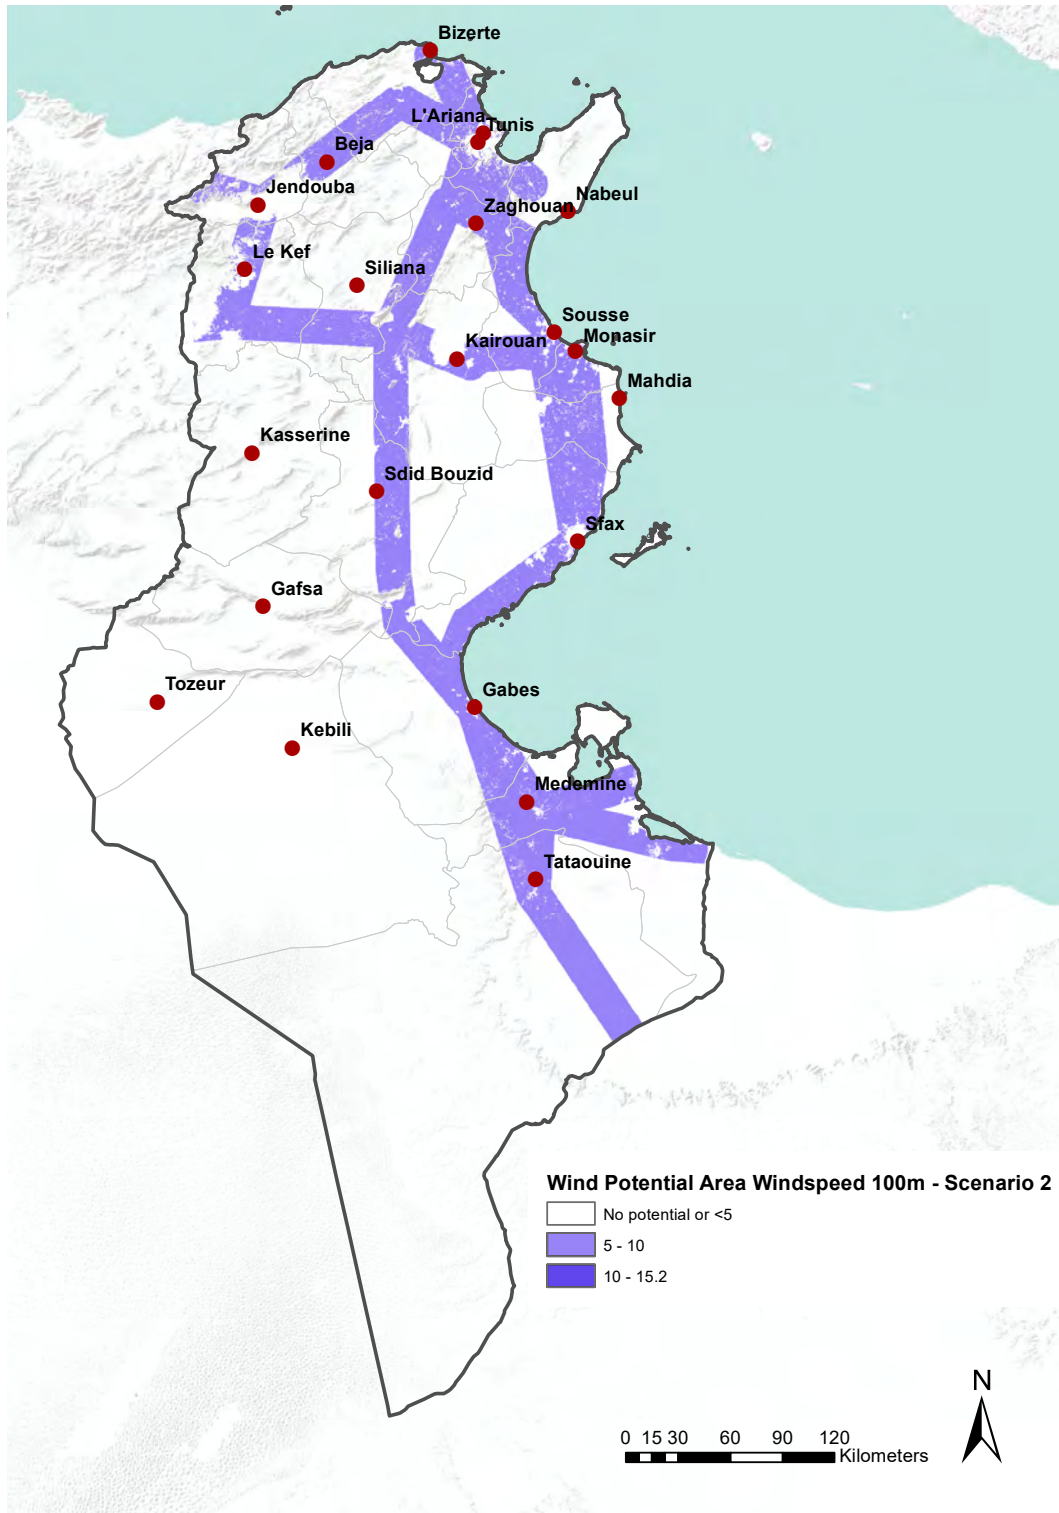 Bizerte
L'Ariana
Tunis
Beja
Jendouba
Nabeul
Zaghouan
Le Kef
Siliana
Sousse
Monasir
Kairouan
Mahdia
Kasserine
Sdid Bouzid
Sfax
Gafsa
Tozeur
Gabes
Kebili
Medemine
Tataouine
Wind Potential Area Windspeed 100m - Scenario 2
No potential or <5
5 - 10
10 - 15.2
N
0 15 30 60 90 120
Kilometers